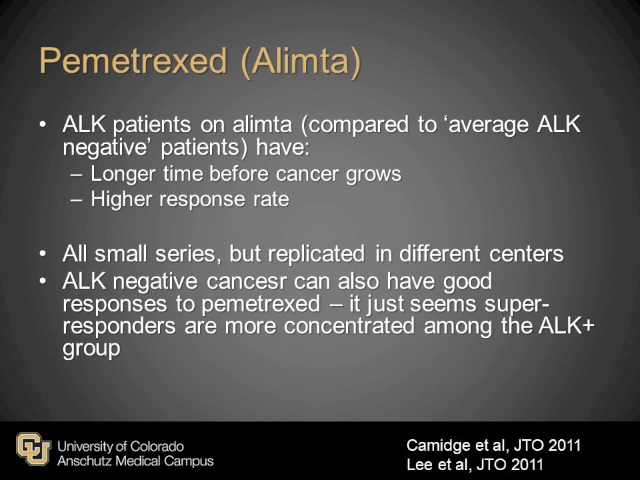 Pemetrexed (Alimta)
• ALK patients on alimta (compared to ‘average ALK
negative’ patients) have:
– Longer time before cancer grows
– Higher response rate
• All small series, but replicated in different centers
• ALK negative cancesr can also have good
responses to pemetrexed – it just seems super-
responders are more concentrated among the ALK+
group
CU
University of Colorado
Anschutz Medical Campus
Camidge et al, JTO 2011
Lee et al, JTO 2011